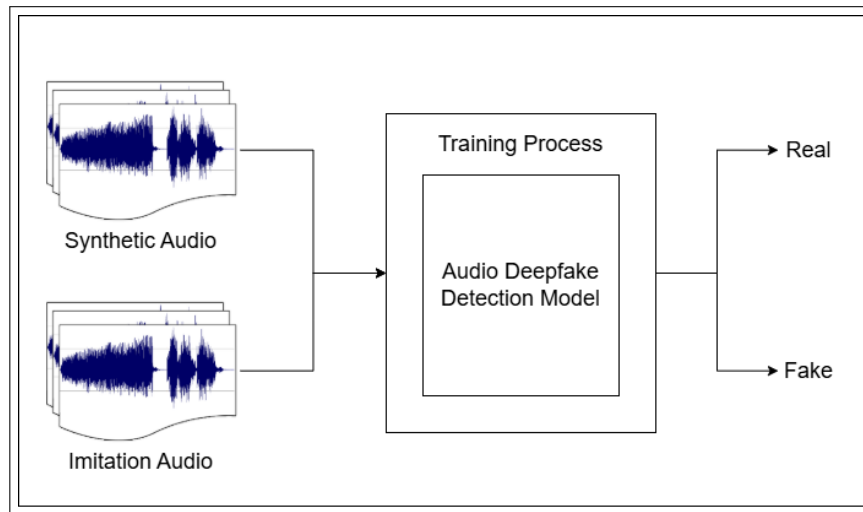 Synthetic Audio
Imitation Audio
Training Process
Audio Deepfake
Detection Model
Real
Fake